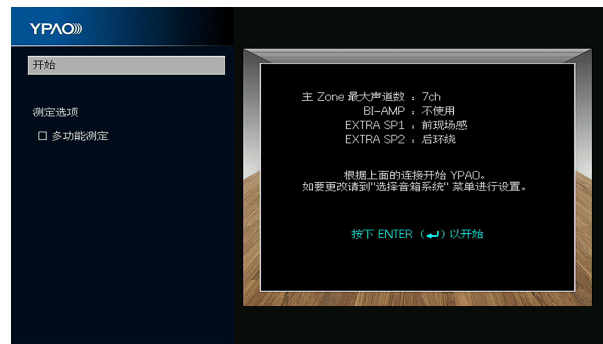 YPAO
开始
测定选项
多功能测定
主 Zone 最大声道数 : 7ch
BI-AMP : 不使用
EXTRA SP1 : 前现场感
EXTRA SP2 : 后环绕
根据上面的连接开始 YPAO。
如要更改请到"选择音箱系统" 菜单进行设置。
按下 ENTER (↵) 以开始